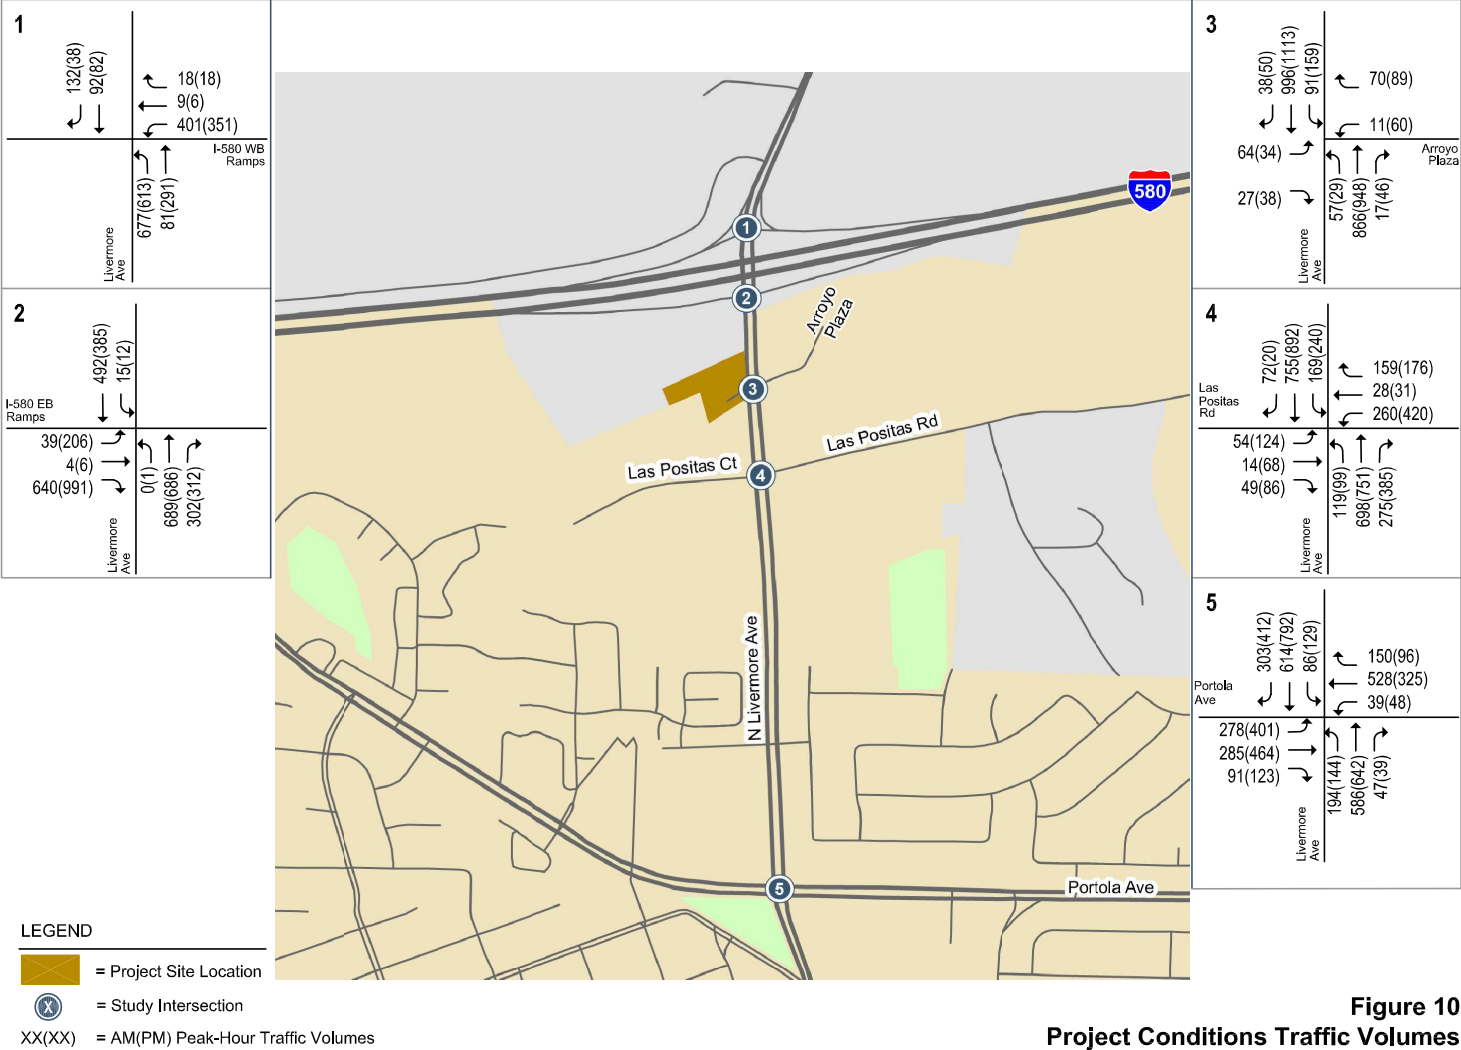 1
132(38)
92(82)
18(18)
9(6)
401(351)
I-580 WB
Ramps
677(613)
81(291)
Livermore
Ave
2
492(385)
15(12)
I-580 EB
Ramps
39(206)
4(6)
640(991)
0(1)
689(686)
302(312)
Livermore
Ave
580
1
2
3
4
5
Arroyo
Plaza
Las Positas Ct
Las Positas Rd
N Livermore Ave
Portola Ave
3
38(50)
996(1113)
91(159)
70(89)
11(60)
Arroyo
Plaza
64(34)
27(38)
57(29)
866(948)
17(46)
Livermore
Ave
4
72(20)
755(892)
169(240)
159(176)
28(31)
260(420)
Las
Positas
Rd
54(124)
14(68)
49(86)
119(99)
698(751)
275(385)
Livermore
Ave
5
303(412)
614(792)
86(129)
150(96)
528(325)
39(48)
Portola
Ave
278(401)
285(464)
91(123)
194(144)
586(642)
47(39)
Livermore
Ave
LEGEND
= Project Site Location
X = Study Intersection
XX(XX) = AM(PM) Peak-Hour Traffic Volumes
Figure 10
Project Conditions Traffic Volumes